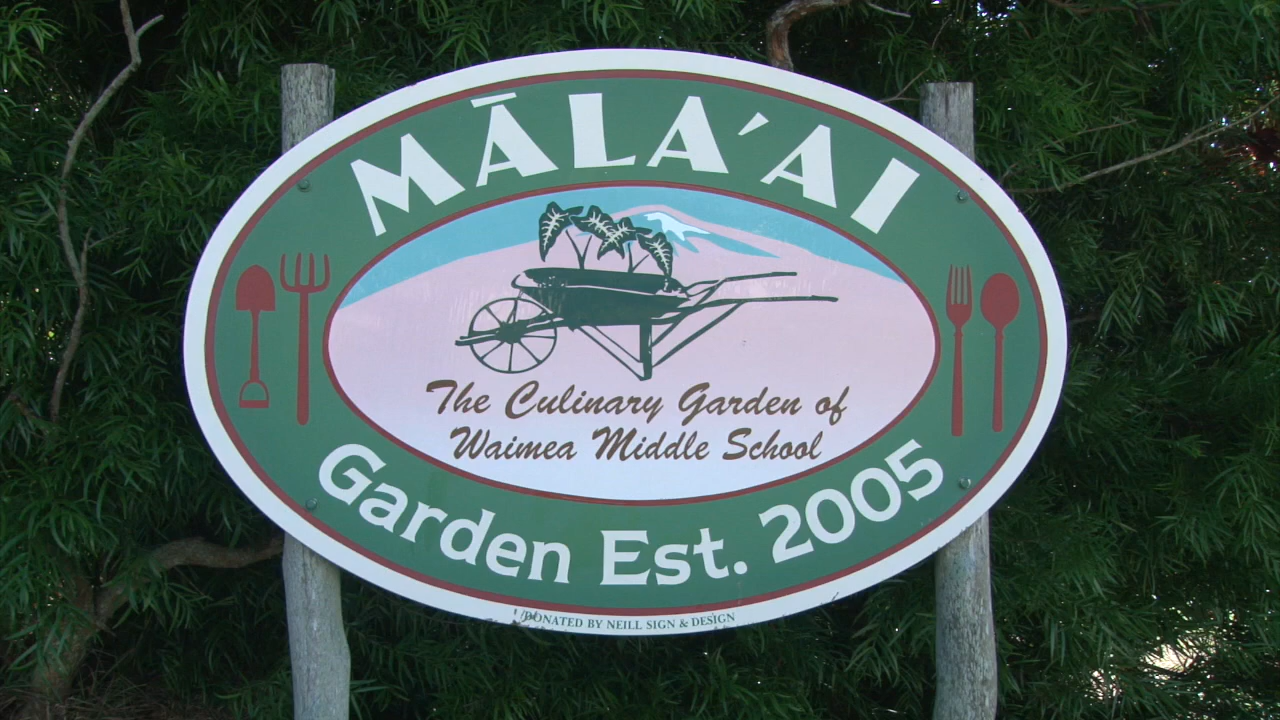 MĀLA'AI
The Culinary Garden of
Waimea Middle School
Garden Est. 2005
DONATED BY NEILL SIGN & DESIGN